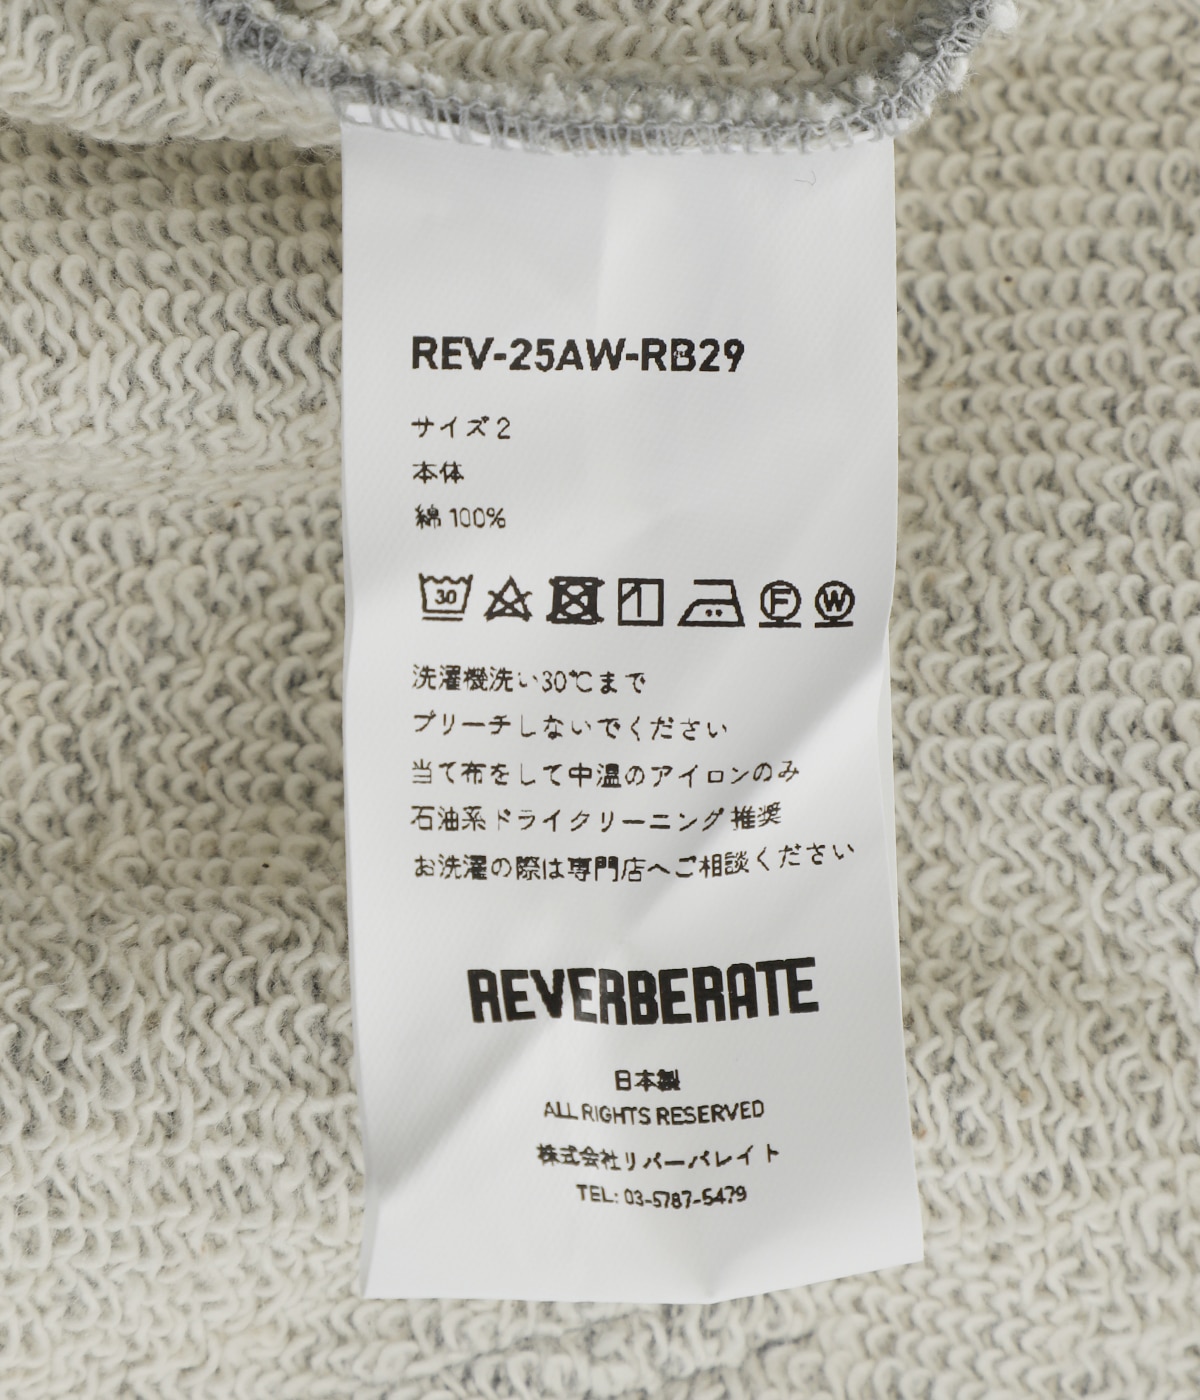 REV-25AW-RB29
サイズ 2
本体
綿 100%
30 F W
洗濯機洗い30℃まで
ブリーチしないでください
当て布をして中温のアイロンのみ
石油系ドライクリーニング推奨
お洗濯の際は専門店へご相談ください
REVERBERATE
日本製
ALL RIGHTS RESERVED
株式会社リバーバレイト
TEL: 03-5787-5479